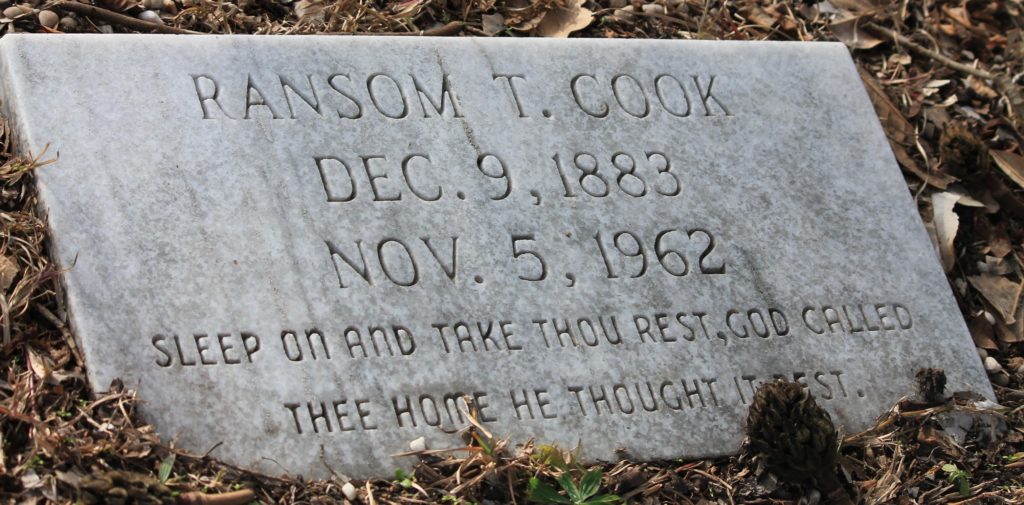 RANSOM T. COOK
DEC. 9, 1883
NOV. 5, 1962
SLEEP ON AND TAKE THOU REST, GOD CALLED
THEE HOME HE THOUGHT IT BEST.